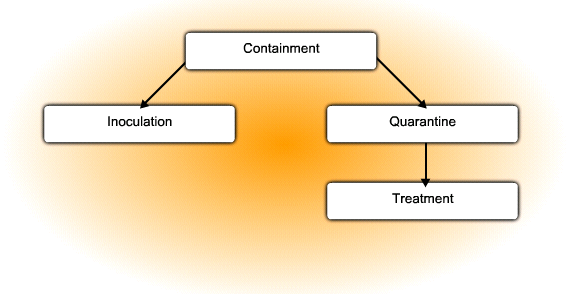 Containment
Inoculation
Quarantine
Treatment